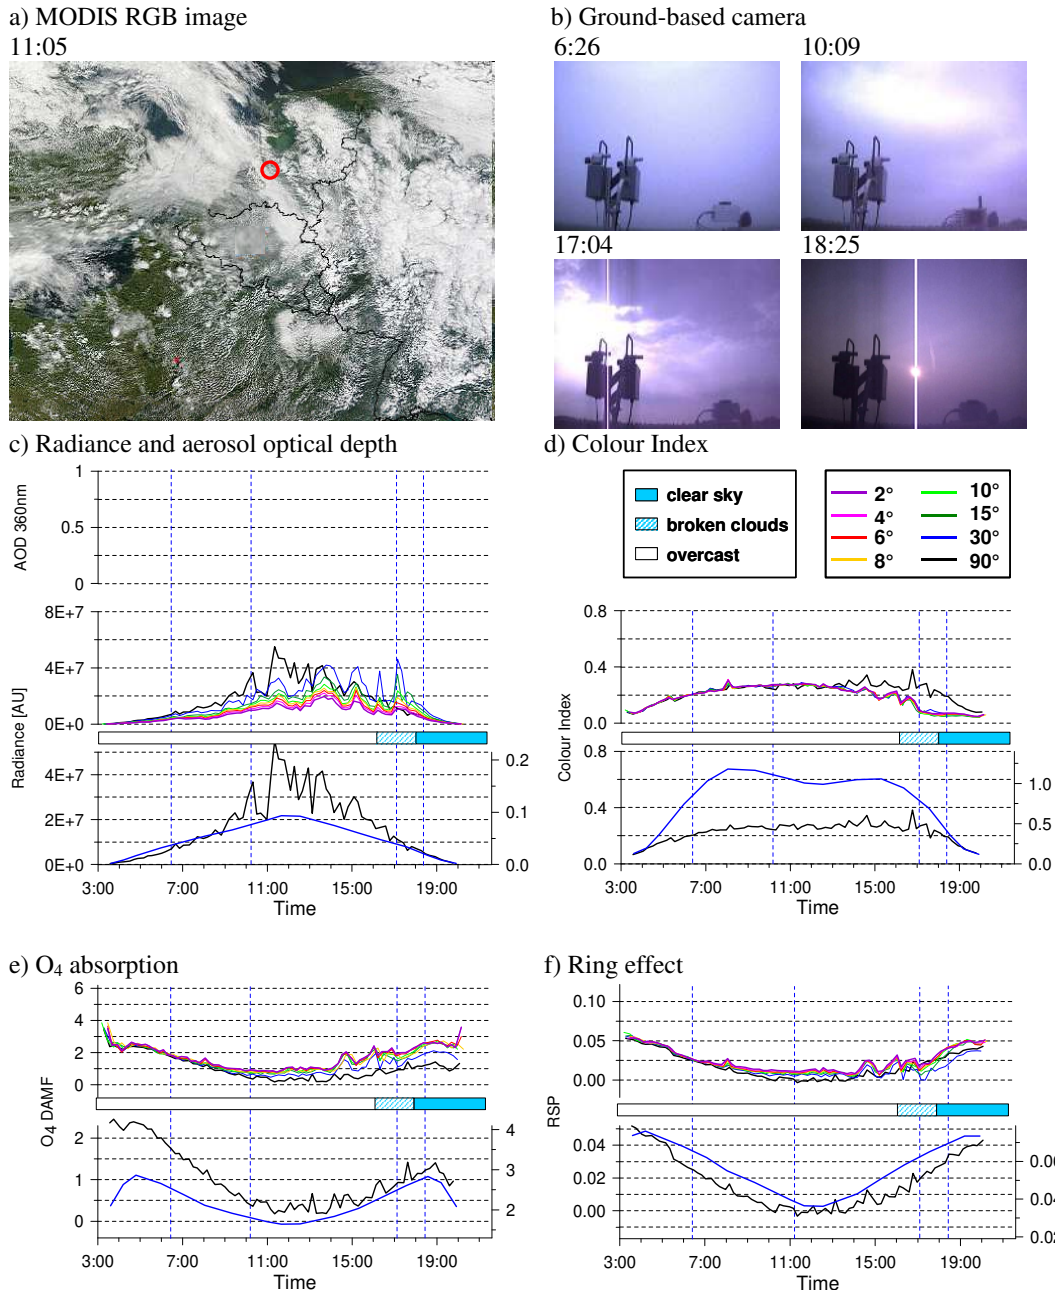 a) MODIS RGB image
11:05
b) Ground-based camera
6:26 10:09
17:04 18:25
c) Radiance and aerosol optical depth
AOD 360nm
1
0.5
0
Radiance [AU]
8E+7
4E+7
0E+0
4E+7
2E+7
0E+0
0.2
0.1
0.0
3:00 7:00 11:00 15:00 19:00
Time
d) Colour Index
clear sky
broken clouds
overcast
2° 10°
4° 15°
6° 30°
8° 90°
Colour Index
0.8
0.4
0.0
0.8
0.4
0.0
1.0
0.5
0.0
3:00 7:00 11:00 15:00 19:00
Time
e) O₄ absorption
O₄ DAMF
6
4
2
0
2
1
0
4
3
2
3:00 7:00 11:00 15:00 19:00
Time
f) Ring effect
RSP
0.10
0.05
0.00
0.04
0.02
0.00
0.0
0.04
0.02
3:00 7:00 11:00 15:00 19:00
Time